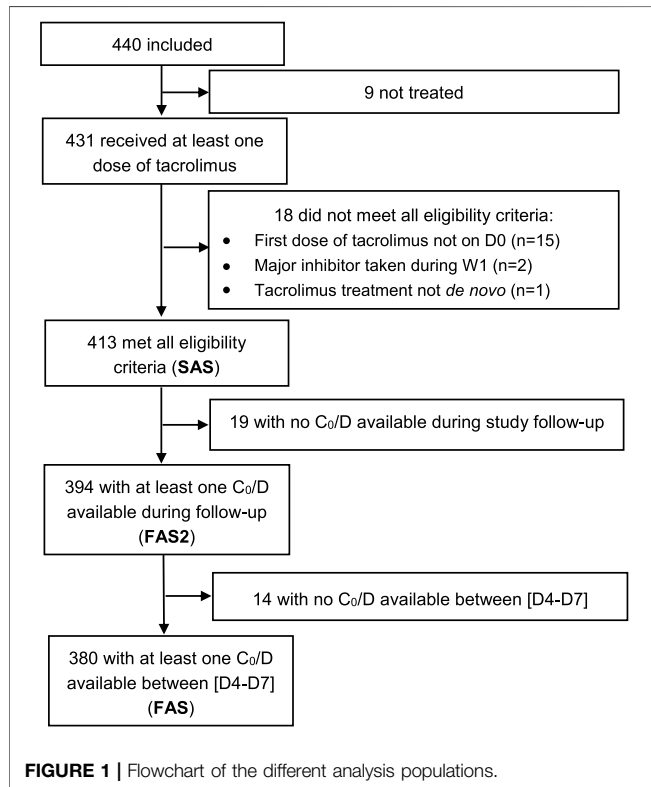 440 included
9 not treated
431 received at least one
dose of tacrolimus
18 did not meet all eligibility criteria:
• First dose of tacrolimus not on D0 (n=15)
• Major inhibitor taken during W1 (n=2)
• Tacrolimus treatment not de novo (n=1)
413 met all eligibility
criteria (SAS)
19 with no C₀/D available during study follow-up
394 with at least one C₀/D
available during follow-up
(FAS2)
14 with no C₀/D available between [D4-D7]
380 with at least one C₀/D
available between [D4-D7]
(FAS)
FIGURE 1 | Flowchart of the different analysis populations.